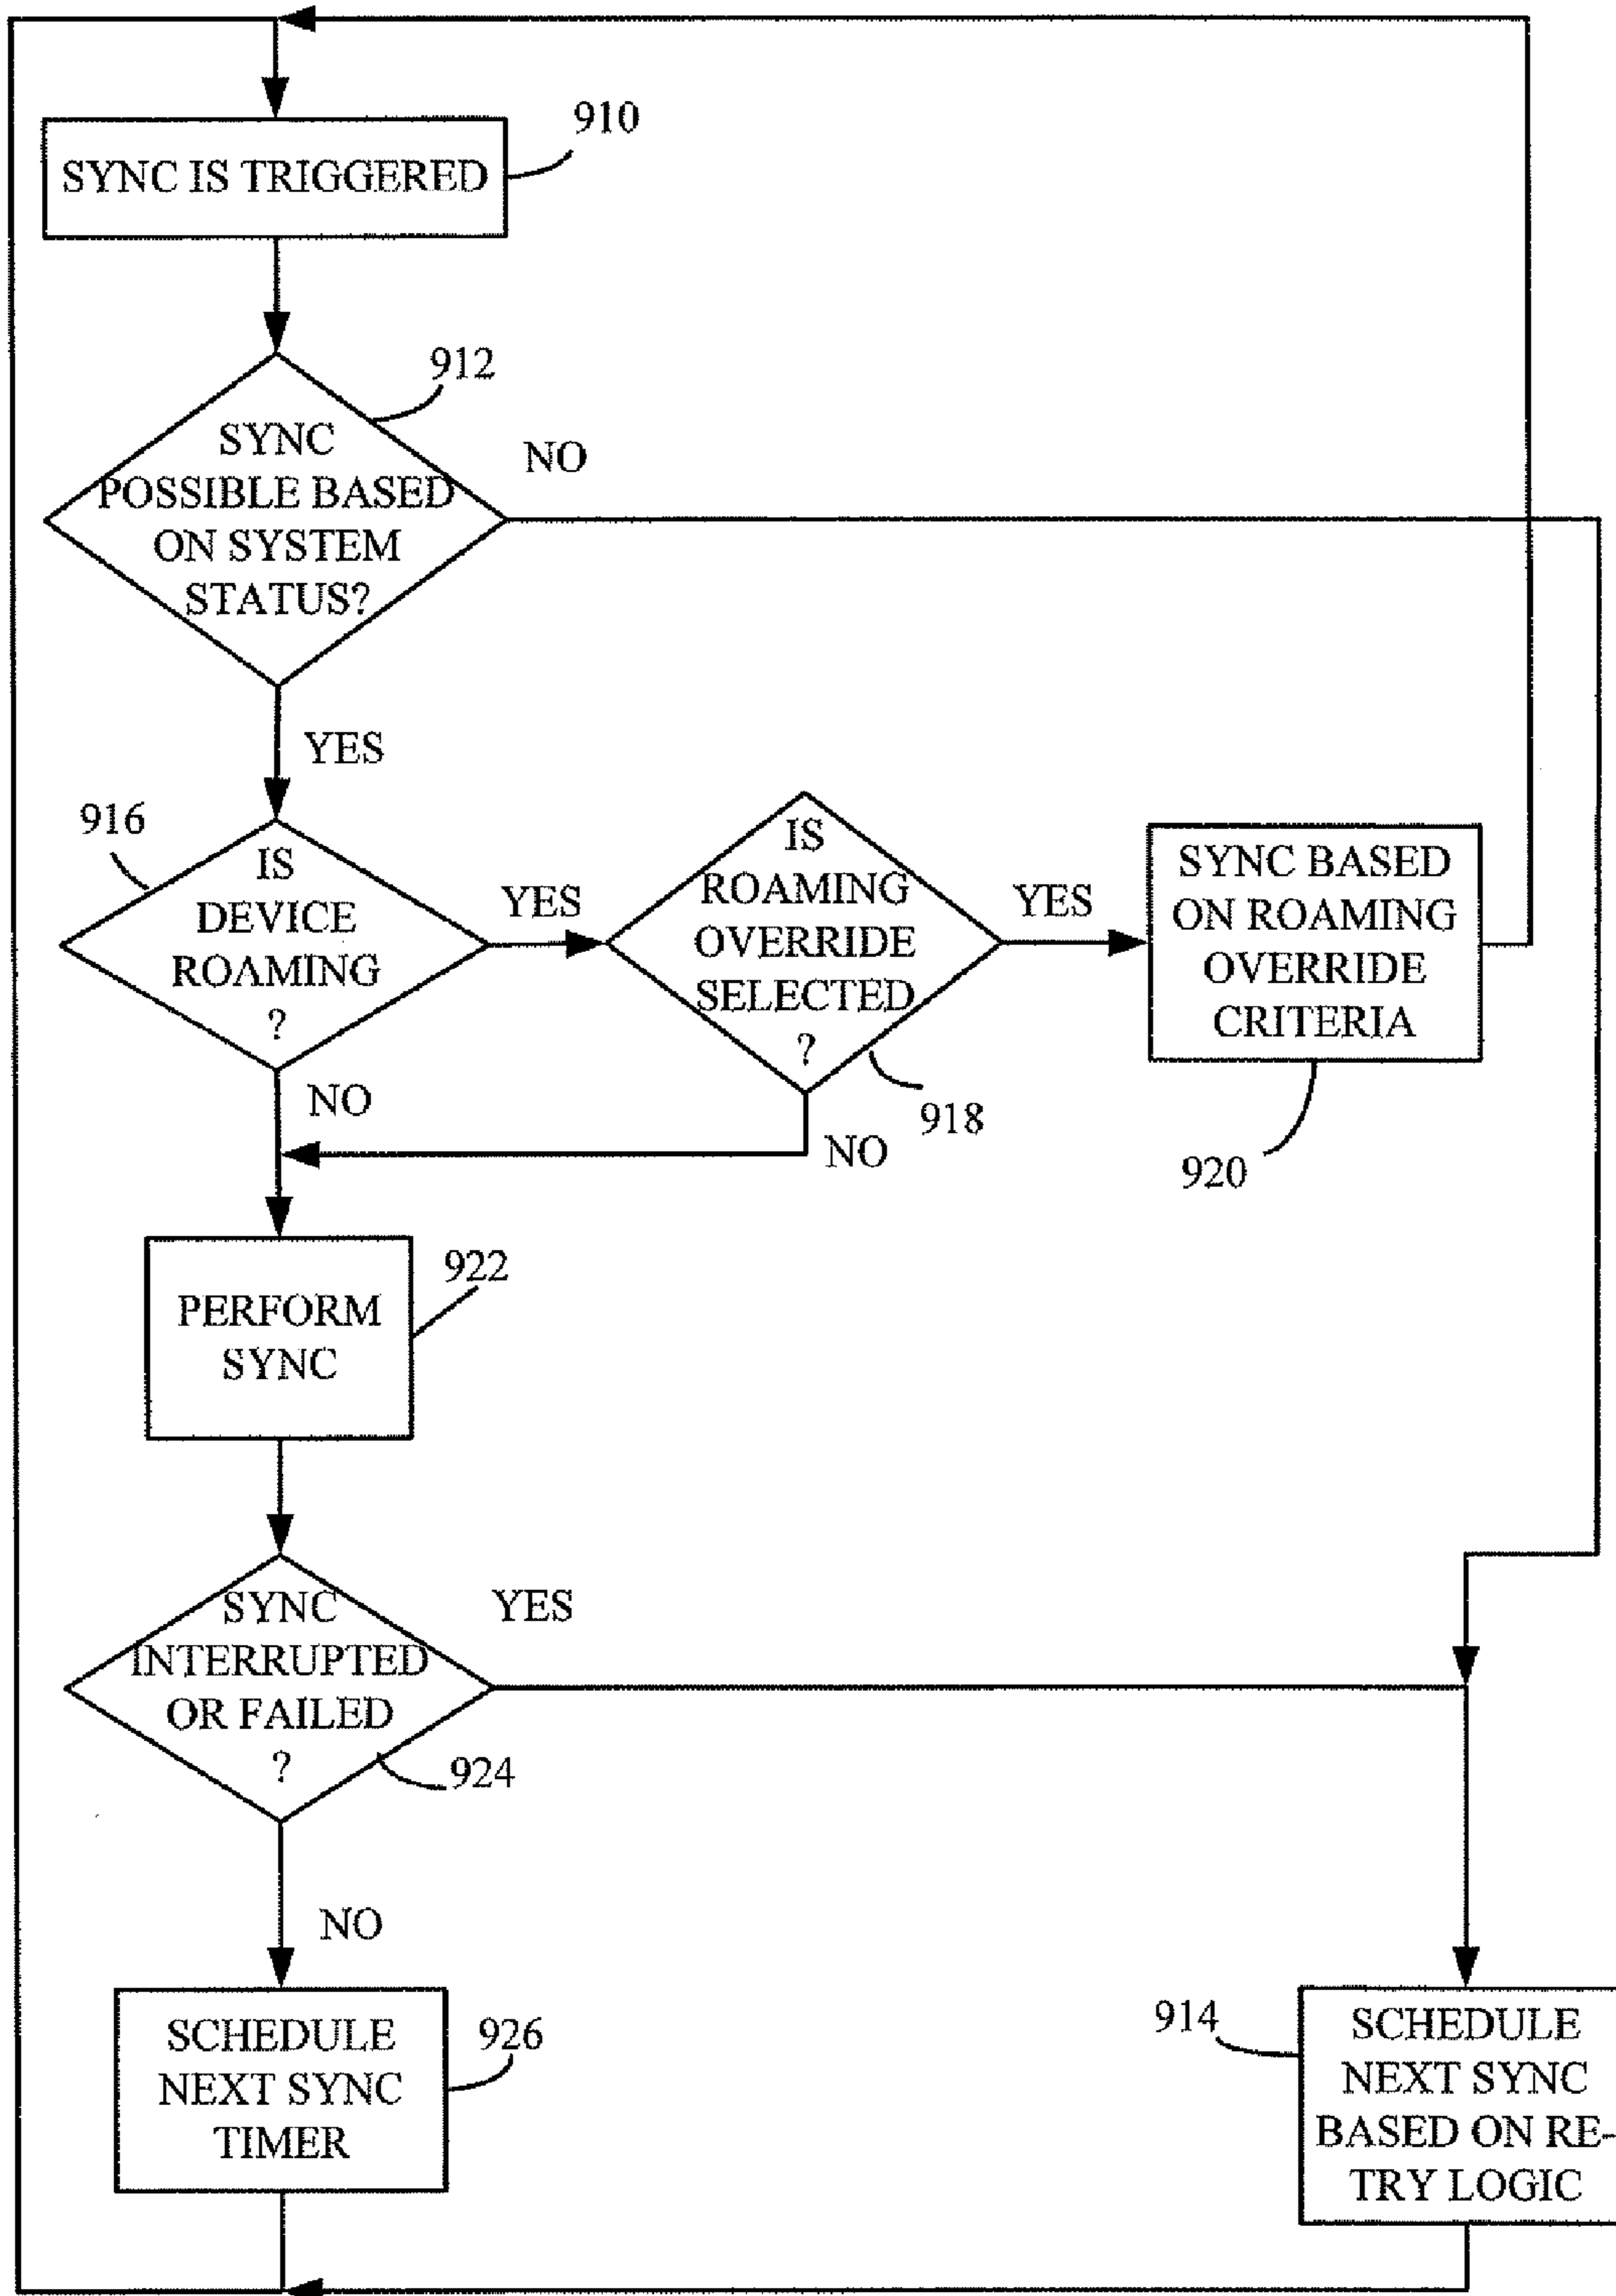 910
SYNC IS TRIGGERED
912
SYNC
POSSIBLE BASED
ON SYSTEM
STATUS?
NO
YES
916
IS
DEVICE
ROAMING
?
YES
IS
ROAMING
OVERRIDE
SELECTED
?
YES
SYNC BASED
ON ROAMING
OVERRIDE
CRITERIA
NO
918
NO
920
922
PERFORM
SYNC
SYNC
INTERRUPTED
OR FAILED
?
YES
924
NO
SCHEDULE
NEXT SYNC
TIMER
926
914
SCHEDULE
NEXT SYNC
BASED ON RE-
TRY LOGIC